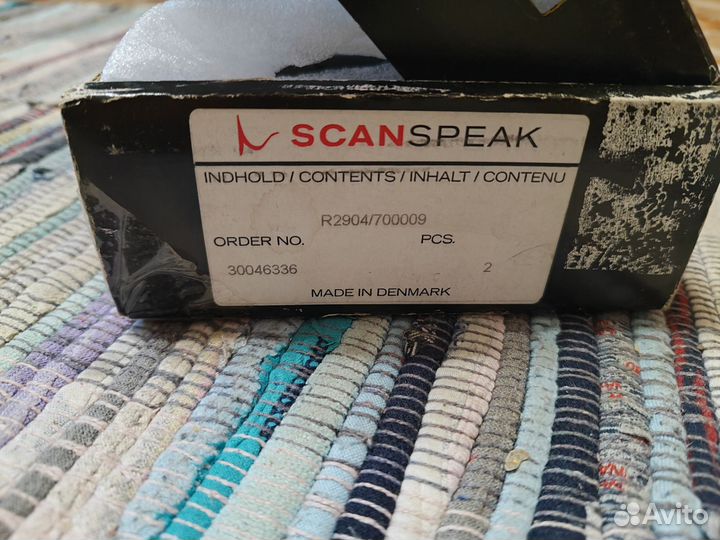 SCANSPEAK
INDHOLD / CONTENTS / INHALT / CONTENU
R2904/700009
ORDER NO. PCS.
30046336 2
MADE IN DENMARK
Avito